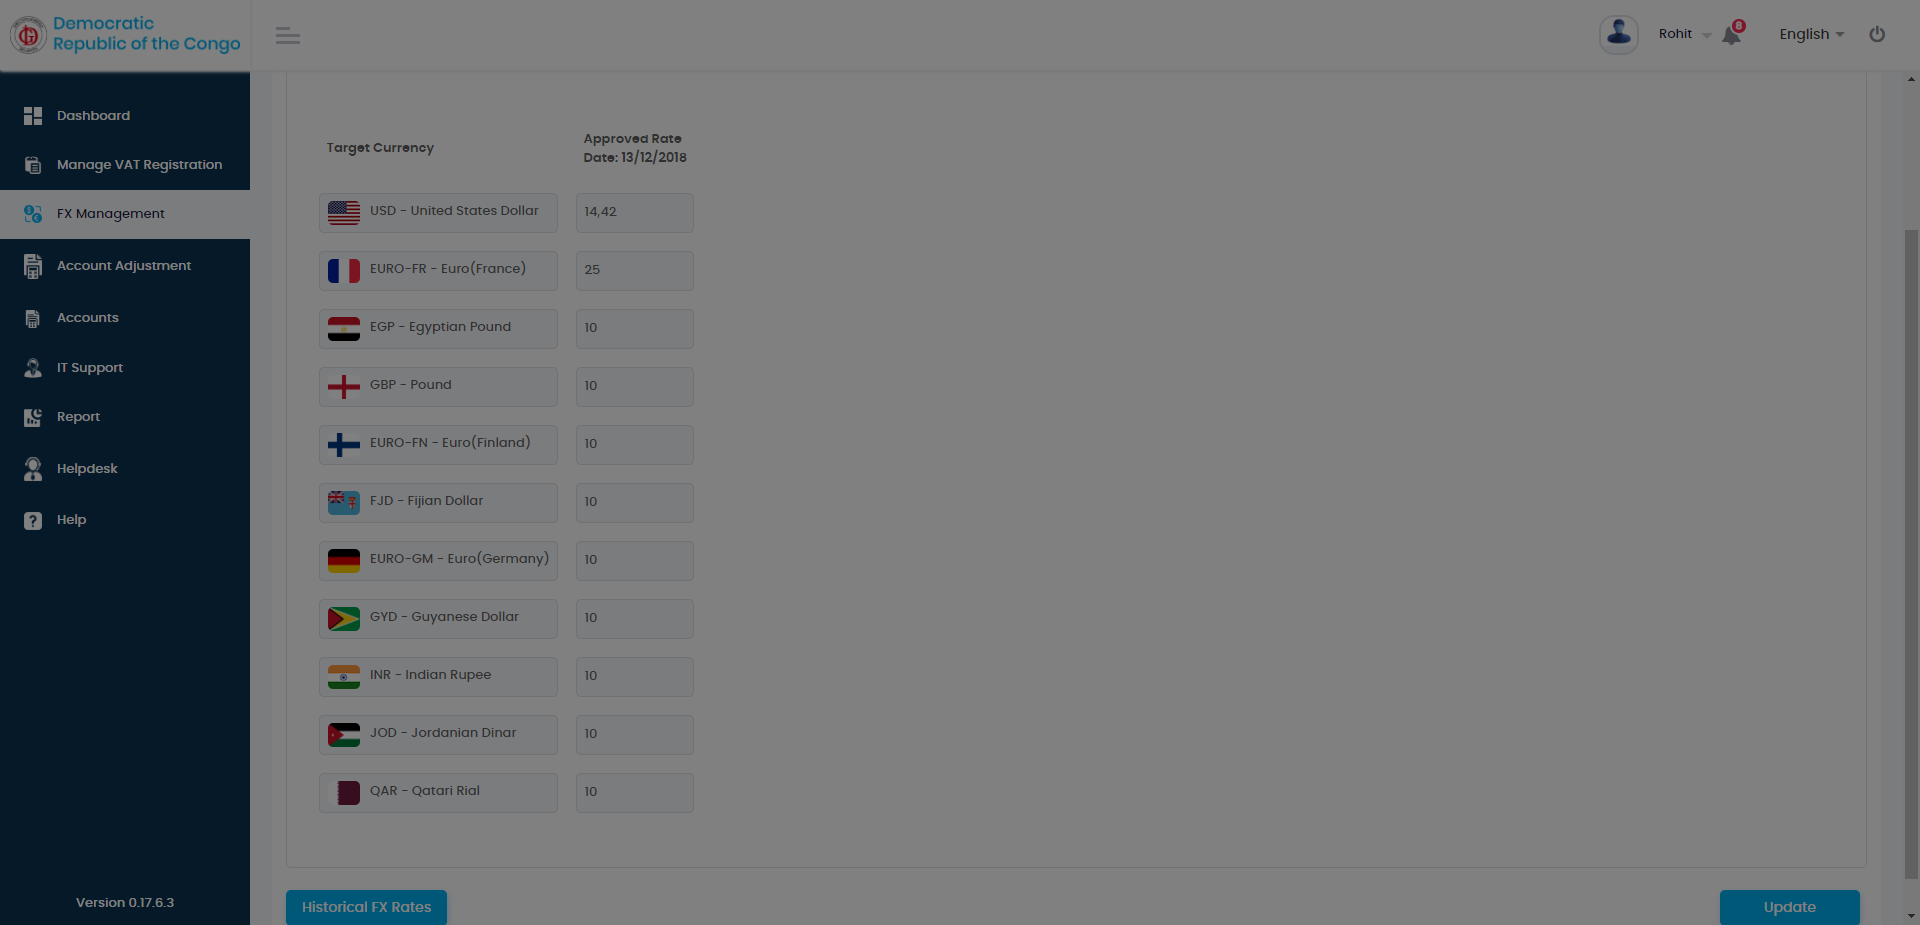 Democratic
Republic of the Congo
Rohit
8
English
Dashboard
Manage VAT Registration
FX Management
Account Adjustment
Accounts
IT Support
Report
Helpdesk
Help
Version 0.17.6.3
Target Currency
Approved Rate
Date: 13/12/2018
USD - United States Dollar
14,42
EURO-FR - Euro(France)
25
EGP - Egyptian Pound
10
GBP - Pound
10
EURO-FN - Euro(Finland)
10
FJD - Fijian Dollar
10
EURO-GM - Euro(Germany)
10
GYD - Guyanese Dollar
10
INR - Indian Rupee
10
JOD - Jordanian Dinar
10
QAR - Qatari Rial
10
Historical FX Rates
Update